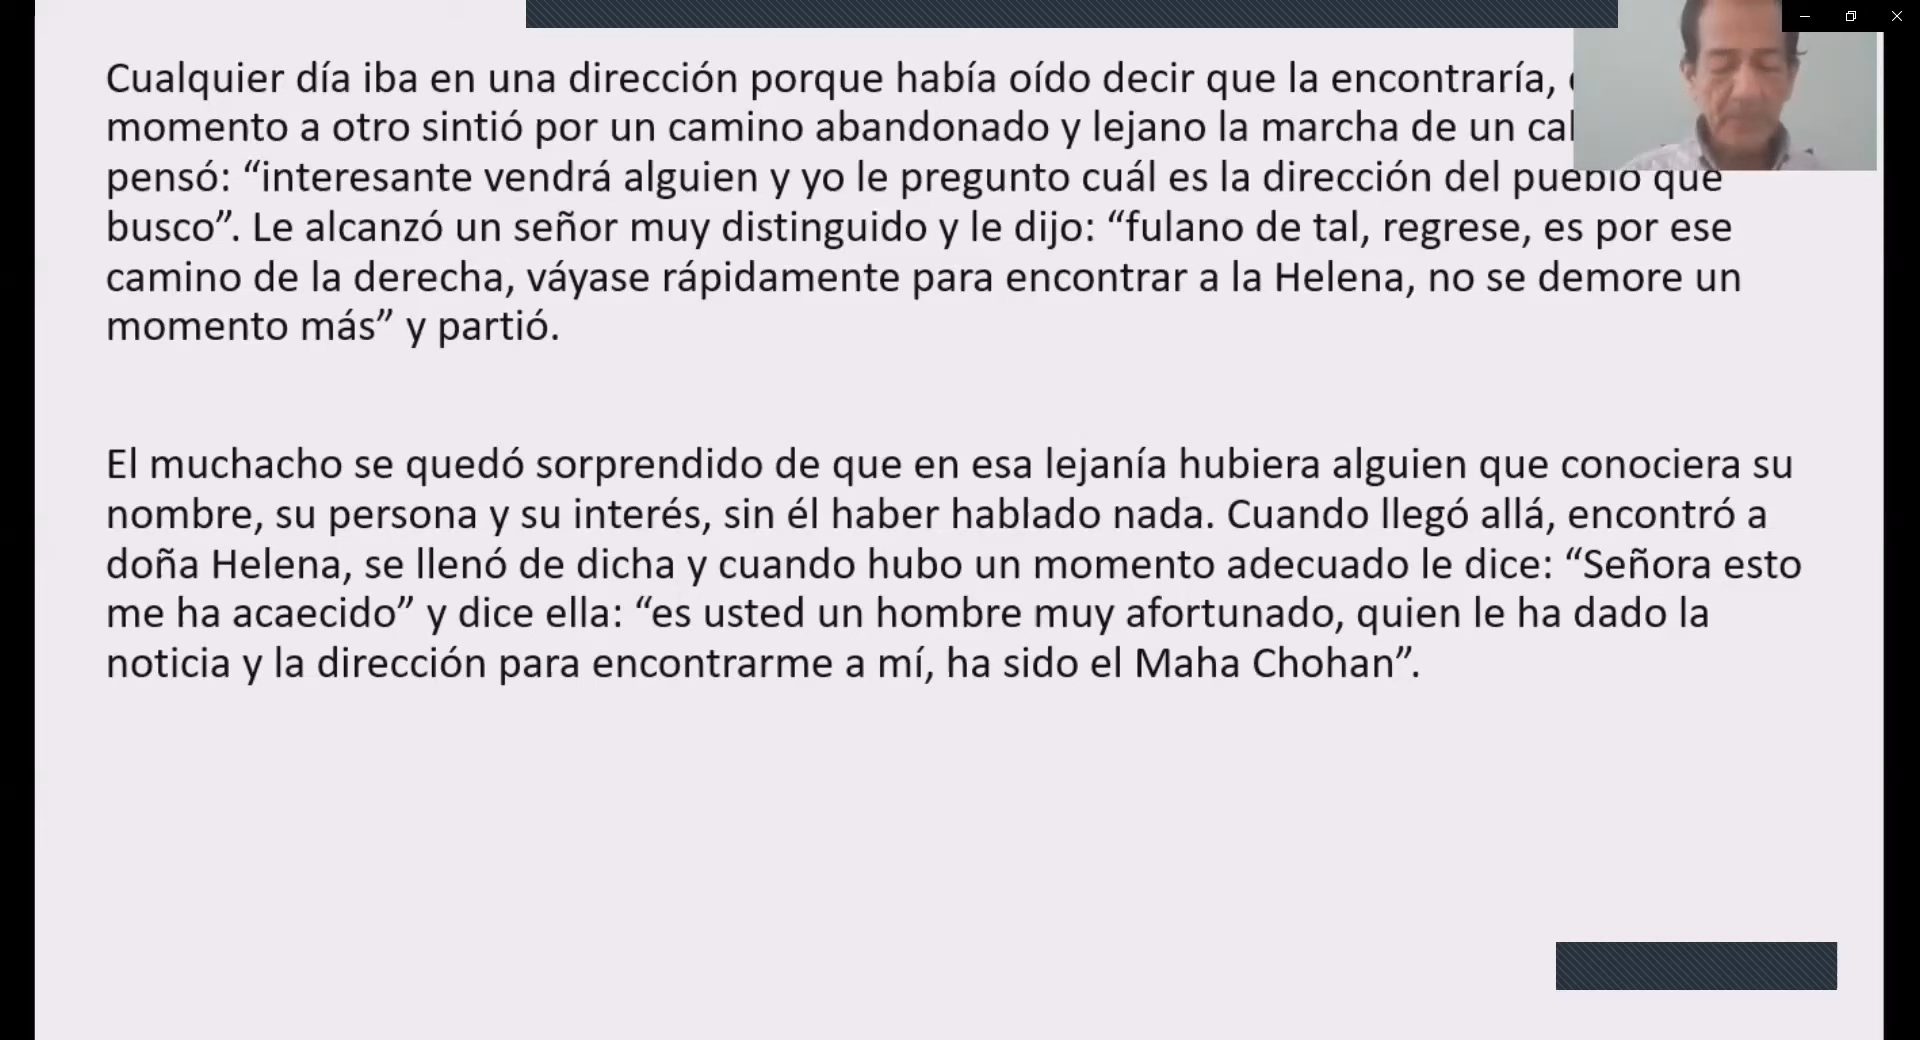 Cualquier día iba en una dirección porque había oído decir que la encontraría,
momento a otro sintió por un camino abandonado y lejano la marcha de un
pensó: “interesante vendrá alguien y yo le pregunto cuál es la dirección del pueblo que
busco”. Le alcanzó un señor muy distinguido y le dijo: “fulano de tal, regrese, es por ese
camino de la derecha, váyase rápidamente para encontrar a la Helena, no se demore un
momento más” y partió.
El muchacho se quedó sorprendido de que en esa lejanía hubiera alguien que conociera su
nombre, su persona y su interés, sin él haber hablado nada. Cuando llegó allá, encontró a
doña Helena, se llenó de dicha y cuando hubo un momento adecuado le dice: “Señora esto
me ha acaecido” y dice ella: “es usted un hombre muy afortunado, quien le ha dado la
noticia y la dirección para encontrarme a mí, ha sido el Maha Chohan”.